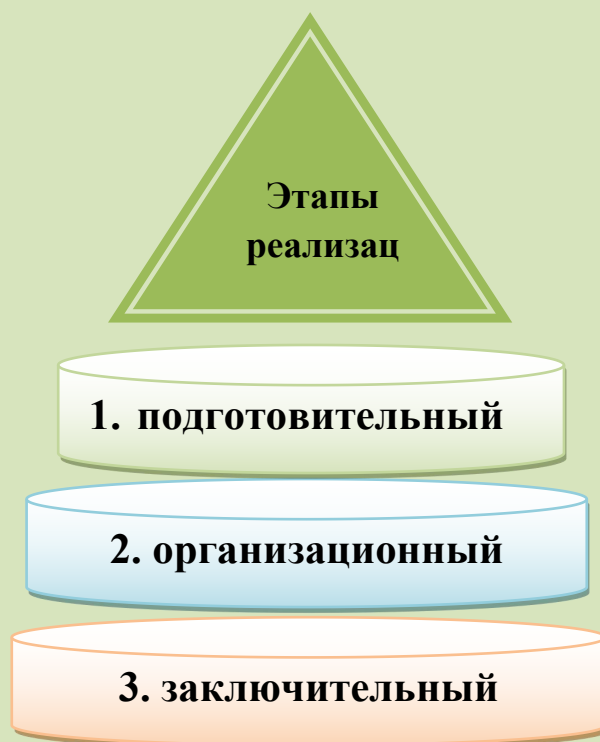 Этапы
реализац
1. подготовительный
2. организационный
3. заключительный